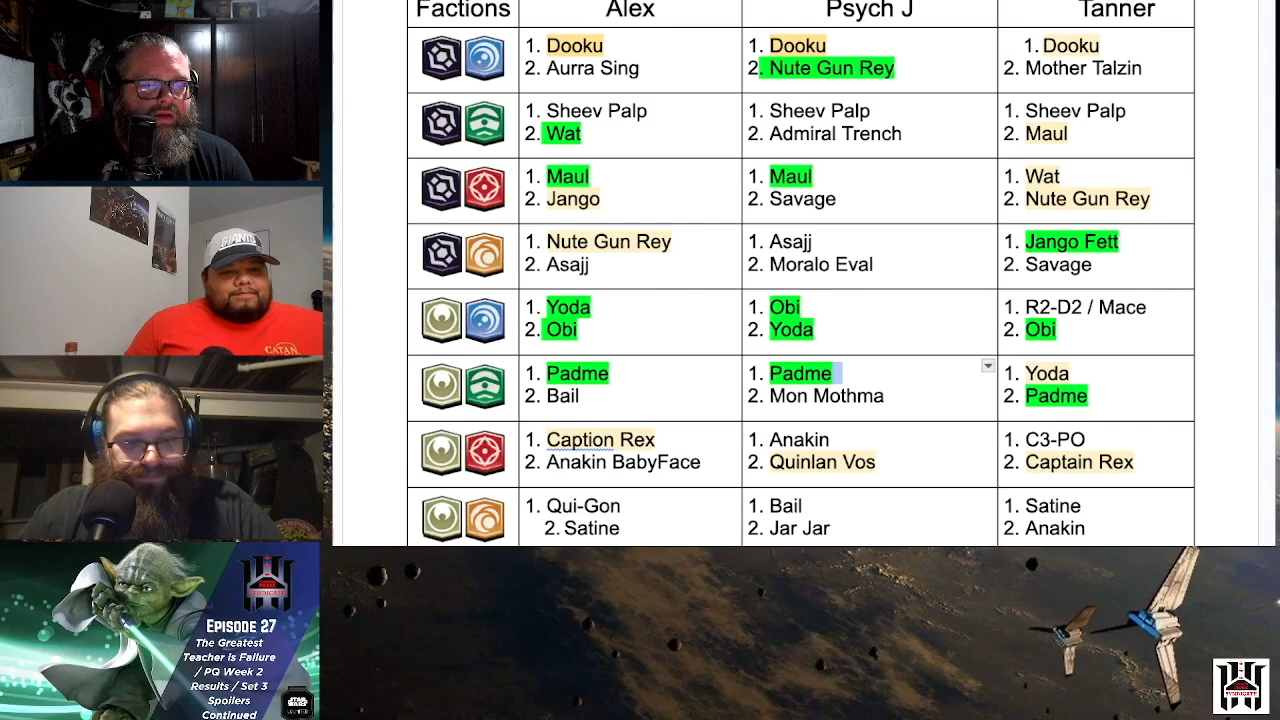 Factions Alex Psych J Tanner
1. Dooku 1. Dooku 1. Dooku
2. Aurra Sing 2. Nute Gun Rey 2. Mother Talzin
1. Sheev Palp 1. Sheev Palp 1. Sheev Palp
2. Wat 2. Admiral Trench 2. Maul
1. Maul 1. Maul 1. Wat
2. Jango 2. Savage 2. Nute Gun Rey
1. Nute Gun Rey 1. Asajj 1. Jango Fett
2. Asajj 2. Moralo Eval 2. Savage
1. Yoda 1. Obi 1. R2-D2 / Mace
2. Obi 2. Yoda 2. Obi
1. Padme 1. Padme 1. Yoda
2. Bail 2. Mon Mothma 2. Padme
1. Caption Rex 1. Anakin 1. C3-PO
2. Anakin BabyFace 2. Quinlan Vos 2. Captain Rex
1. Qui-Gon 1. Bail 1. Satine
2. Satine 2. Jar Jar 2. Anakin
GIANTS
CATAN
SYNDICATE
Episode 27
The Greatest
Teacher is Failure
/ PQ Week 2
Results / Set 3
Spoilers
Continued
STAR
WARS
UNLIMITED
SYNDICATE